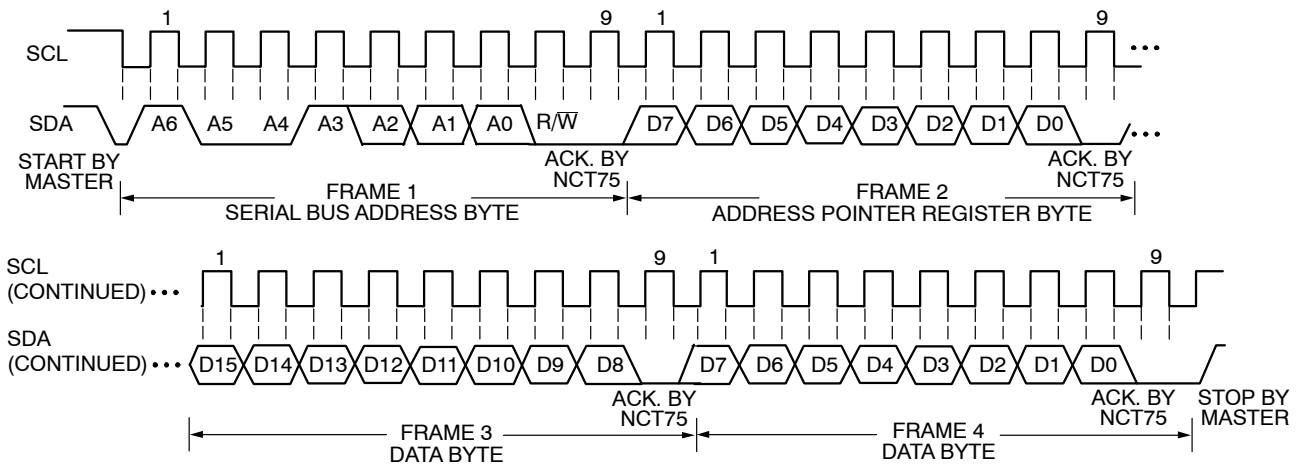 1 9 1 9
SCL
SDA A6 A5 A4 A3 A2 A1 A0 R/W̅ D7 D6 D5 D4 D3 D2 D1 D0
START BY
MASTER
ACK. BY
NCT75
ACK. BY
NCT75
FRAME 1
SERIAL BUS ADDRESS BYTE
FRAME 2
ADDRESS POINTER REGISTER BYTE
1 9 1 9
SCL
(CONTINUED)
SDA
(CONTINUED)
D15 D14 D13 D12 D11 D10 D9 D8 D7 D6 D5 D4 D3 D2 D1 D0
ACK. BY
NCT75
ACK. BY
NCT75
STOP BY
MASTER
FRAME 3
DATA BYTE
FRAME 4
DATA BYTE